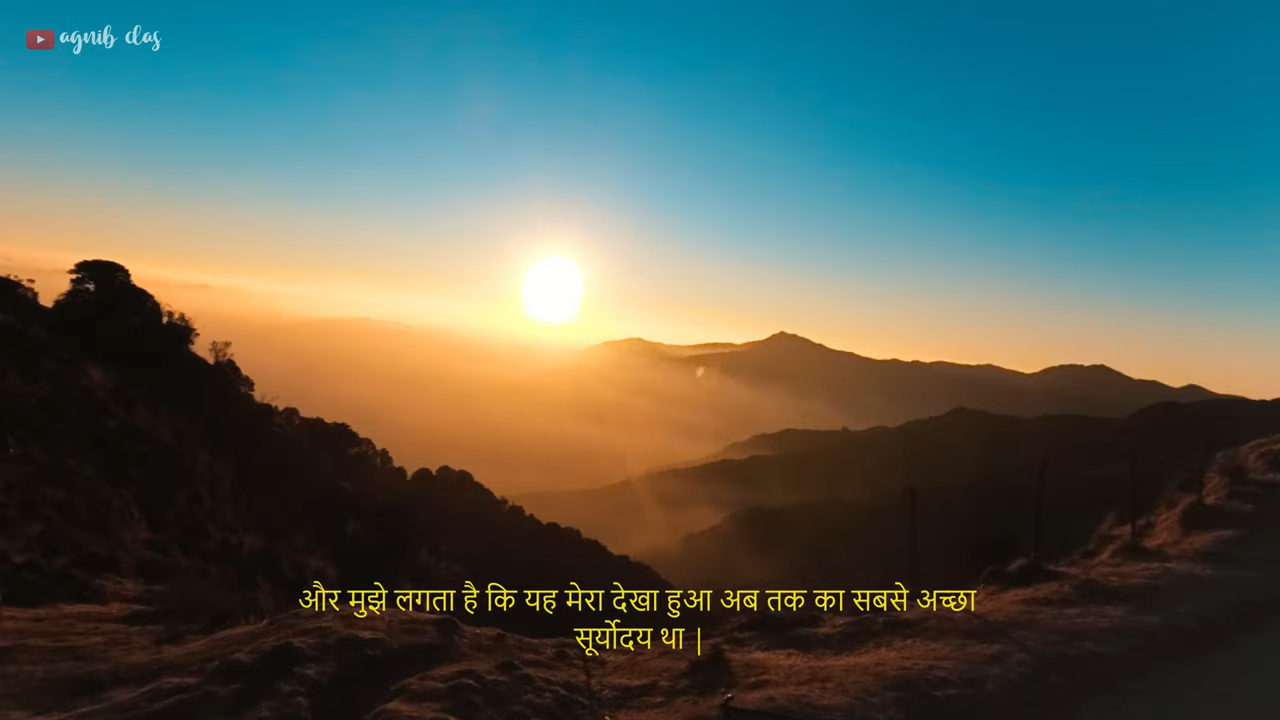 agnib das
और मुझे लगता है कि यह मेरा देखा हुआ अब तक का सबसे अच्छा
सूर्योदय था |